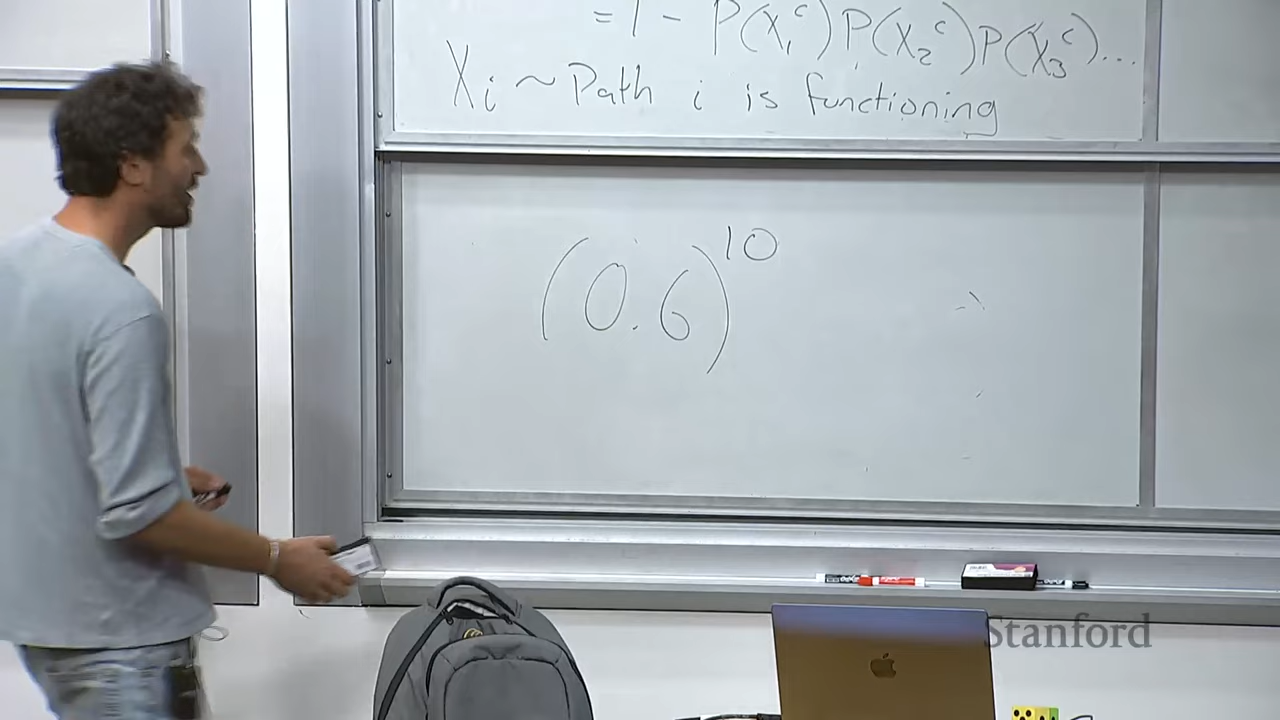 = 1 - P(X₁ᶜ)P(X₂ᶜ)P(X₃ᶜ)...
Xᵢ ~ Path i is functioning
(0.6)¹⁰
Stanford